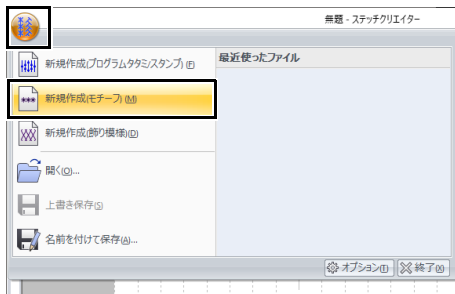 無題 - ステッチクリエイター
新規作成(プログラムタタミ/スタンプ)(F)
最近使ったファイル
新規作成(モチーフ)(M)
新規作成(飾り模様)(D)
開く(O)...
上書き保存(S)
名前を付けて保存(A)...
オプション(T)
終了(X)